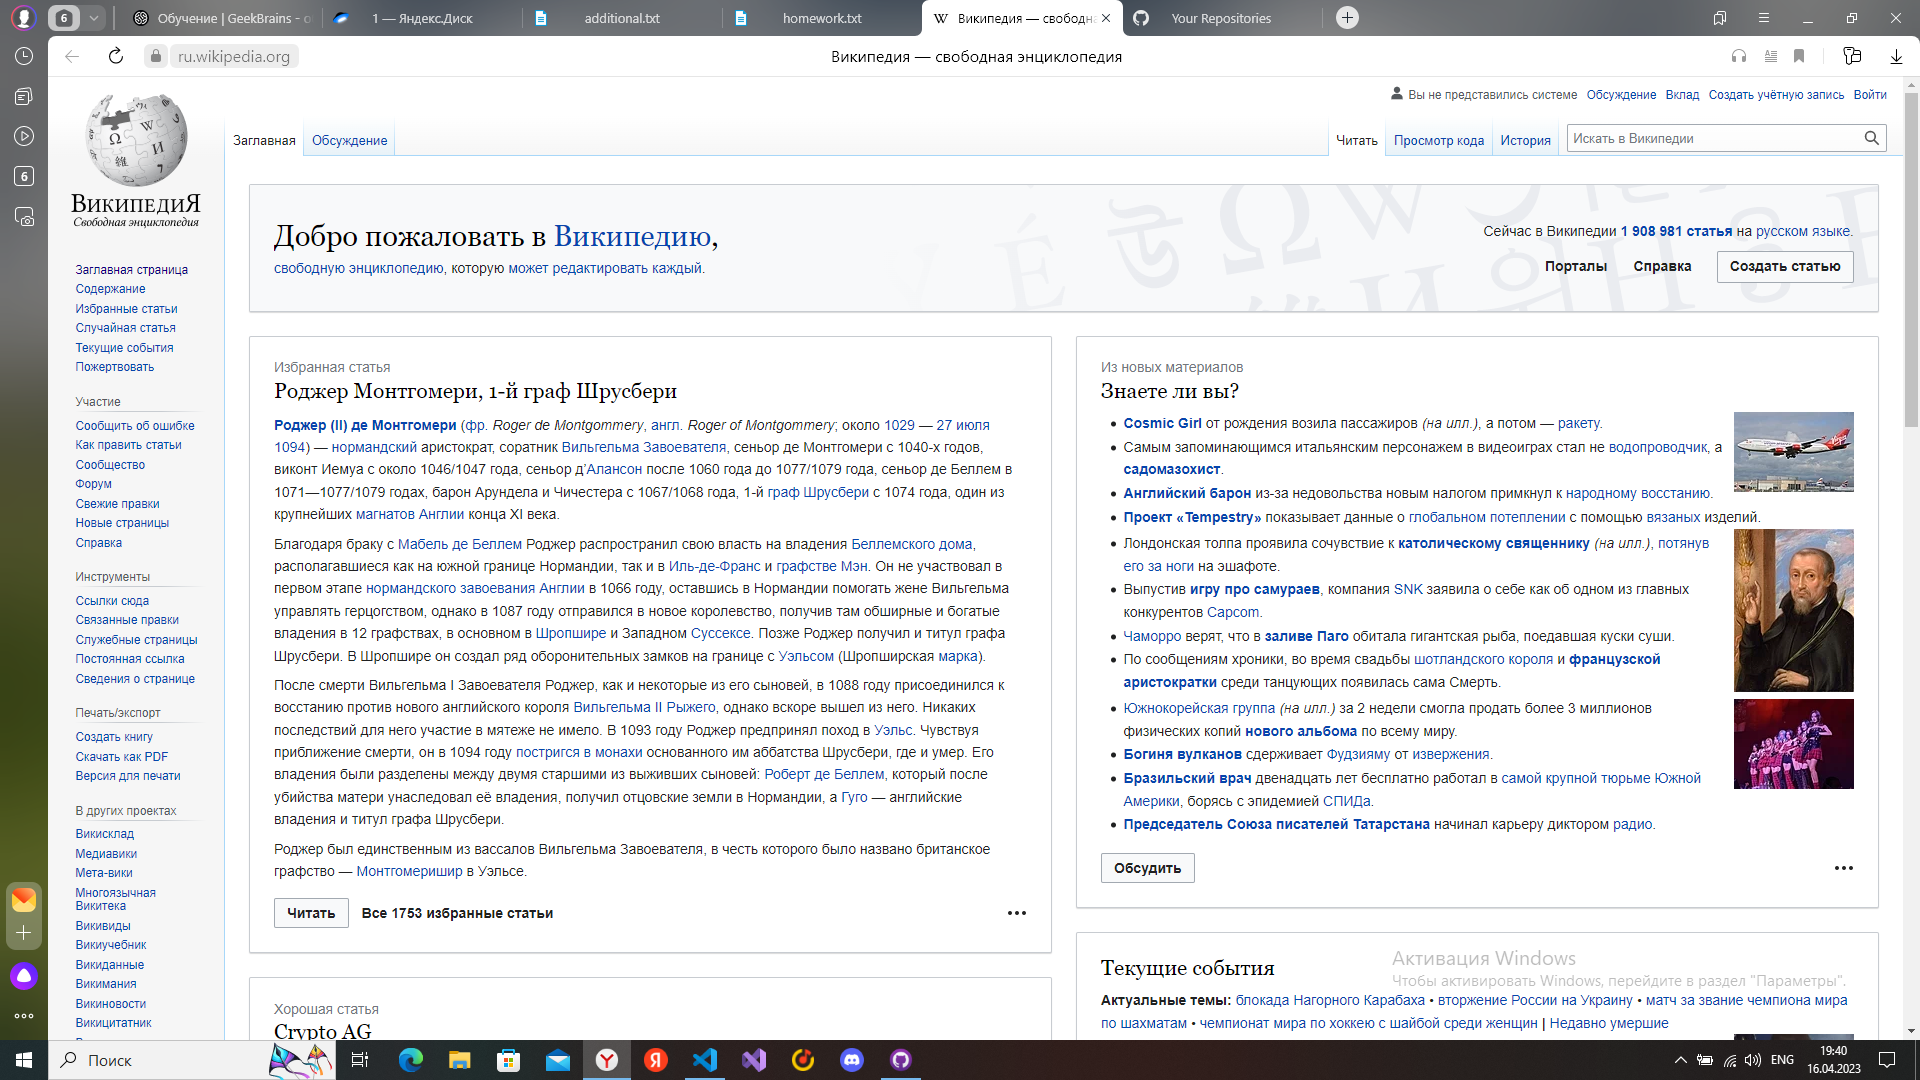 6
Обучение | GeekBrains - о
1 — Яндекс.Диск
additional.txt
homework.txt
Википедия — свободна
Your Repositories
ru.wikipedia.org
Википедия — свободная энциклопедия
6
ВикипедиЯ
Свободная энциклопедия
Вы не представились системе Обсуждение Вклад Создать учётную запись Войти
Заглавная Обсуждение
Читать Просмотр кода История Искать в Википедии
Заглавная страница
Содержание
Избранные статьи
Случайная статья
Текущие события
Пожертвовать
Участие
Сообщить об ошибке
Как править статьи
Сообщество
Форум
Свежие правки
Новые страницы
Справка
Инструменты
Ссылки сюда
Связанные правки
Служебные страницы
Постоянная ссылка
Сведения о странице
Печать/экспорт
Создать книгу
Скачать как PDF
Версия для печати
В других проектах
Викисклад
Медиавики
Мета-вики
Многоязычная
Викитека
Викивиды
Викиучебник
Викиданные
Викимания
Викиновости
Викицитатник
Добро пожаловать в Википедию,
свободную энциклопедию, которую может редактировать каждый.
Сейчас в Википедии 1 908 981 статья на русском языке.
Порталы Справка Создать статью
Избранная статья
Роджер Монтгомери, 1-й граф Шрусбери
Роджер (II) де Монтгомери (фр. Roger de Montgommery, англ. Roger of Montgommery; около 1029 — 27 июля
1094) — нормандский аристократ, соратник Вильгельма Завоевателя, сеньор де Монтгомери с 1040-х годов,
виконт Иемуа с около 1046/1047 года, сеньор д’Алансон после 1060 года до 1077/1079 года, сеньор де Беллем в
1071—1077/1079 годах, барон Арундела и Чичестера с 1067/1068 года, 1-й граф Шрусбери с 1074 года, один из
крупнейших магнатов Англии конца XI века.
Благодаря браку с Мабель де Беллем Роджер распространил свою власть на владения Беллемского дома,
располагавшиеся как на южной границе Нормандии, так и в Иль-де-Франс и графстве Мэн. Он не участвовал в
первом этапе нормандского завоевания Англии в 1066 году, оставшись в Нормандии помогать жене Вильгельма
управлять герцогством, однако в 1087 году отправился в новое королевство, получив там обширные и богатые
владения в 12 графствах, в основном в Шропшире и Западном Суссексе. Позже Роджер получил и титул графа
Шрусбери. В Шропшире он создал ряд оборонительных замков на границе с Уэльсом (Шропширская марка).
После смерти Вильгельма I Завоевателя Роджер, как и некоторые из его сыновей, в 1088 году присоединился к
восстанию против нового английского короля Вильгельма II Рыжего, однако вскоре вышел из него. Никаких
последствий для него участие в мятеже не имело. В 1093 году Роджер предпринял поход в Уэльс. Чувствуя
приближение смерти, он в 1094 году постригся в монахи основанного им аббатства Шрусбери, где и умер. Его
владения были разделены между двумя старшими из выживших сыновей: Роберт де Беллем, который после
убийства матери унаследовал её владения, получил отцовские земли в Нормандии, а Гуго — английские
владения и титул графа Шрусбери.
Роджер был единственным из вассалов Вильгельма Завоевателя, в честь которого было названо британское
графство — Монтгомеришир в Уэльсе.
Читать Все 1753 избранные статьи
Хорошая статья
Crypto AG
Из новых материалов
Знаете ли вы?
Cosmic Girl от рождения возила пассажиров (на илл.), а потом — ракету.
Самым запоминающимся итальянским персонажем в видеоиграх стал не водопроводчик, а
садомазохист.
Английский барон из-за недовольства новым налогом примкнул к народному восстанию.
Проект «Tempestry» показывает данные о глобальном потеплении с помощью вязаных изделий.
Лондонская толпа проявила сочувствие к католическому священнику (на илл.), потянув
его за ноги на эшафоте.
Выпустив игру про самураев, компания SNK заявила о себе как об одном из главных
конкурентов Capcom.
Чаморро верят, что в заливе Паго обитала гигантская рыба, поедавшая куски суши.
По сообщениям хроники, во время свадьбы шотландского короля и французской
аристократки среди танцующих появилась сама Смерть.
Южнокорейская группа (на илл.) за 2 недели смогла продать более 3 миллионов
физических копий нового альбома по всему миру.
Богиня вулканов сдерживает Фудзияму от извержения.
Бразильский врач двенадцать лет бесплатно работал в самой крупной тюрьме Южной
Америки, борясь с эпидемией СПИДа.
Председатель Союза писателей Татарстана начинал карьеру диктором радио.
Обсудить
Текущие события
Актуальные темы: блокада Нагорного Карабаха • вторжение России на Украину • матч за звание чемпиона мира
по шахматам • чемпионат мира по хоккею с шайбой среди женщин | Недавно умершие
Активация Windows
Чтобы активировать Windows, перейдите в раздел "Параметры".
Поиск
ENG
19:40
16.04.2023